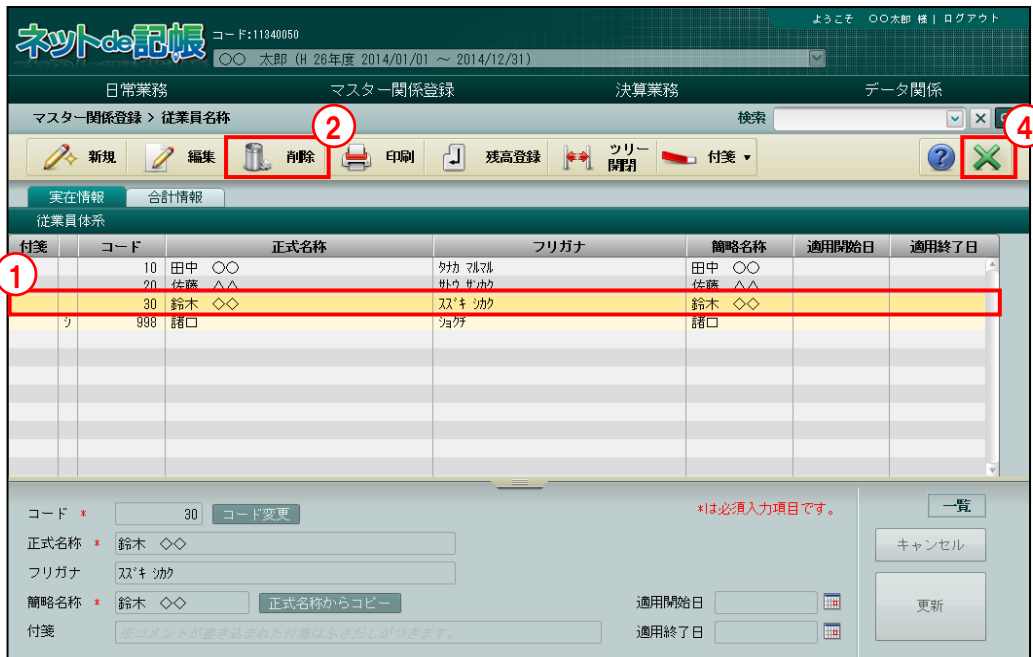 ようこそ ○○太郎 様 | ログアウト
ネットde記帳 コード:11340050
○○ 太郎 (H 26年度 2014/01/01 ～ 2014/12/31)
日常業務 マスター関係登録 決算業務 データ関係
マスター関係登録 > 従業員名称 検索
② ④
新規 編集 削除 印刷 残高登録 ツリー開閉 付箋 ▼
実在情報 合計情報
従業員体系
付箋 コード 正式名称 フリガナ 簡略名称 適用開始日 適用終了日
①
10 田中 ○○ ﾀﾅｶ ﾏﾙﾏﾙ 田中 ○○
20 佐藤 △△ ｻﾄｳ ｻﾝｶｸ 佐藤 △△
30 鈴木 ◇◇ ｽｽﾞｷ ｼｶｸ 鈴木 ◇◇
ｼ 998 諸口 ｼｮｸﾁ 諸口
コード * 30 コード変更 *は必須入力項目です。 一覧
正式名称 * 鈴木 ◇◇ キャンセル
フリガナ ｽｽﾞｷ ｼｶｸ
簡略名称 * 鈴木 ◇◇ 正式名称からコピー 適用開始日 更新
付箋 ※コメントが書き込まれた付箋はふきだしがつきます。 適用終了日